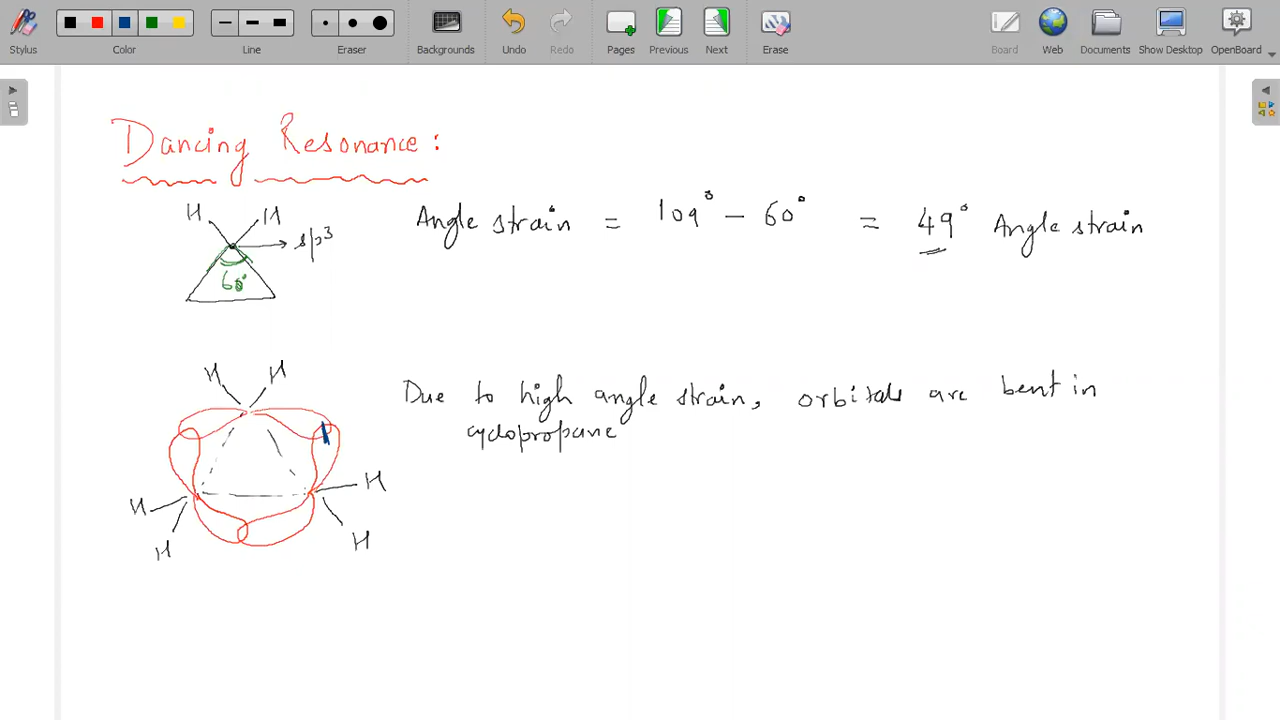 Stylus
Color
Line
Eraser
Backgrounds
Undo
Redo
Pages
Previous
Next
Erase
Board
Web
Documents
Show Desktop
OpenBoard
Dancing Resonance:
H H
sp³
60°
Angle strain = 109° - 60° = 49° Angle strain
H H
Due to high angle strain, orbitals are bent in
cyclopropane
H
H
H
H